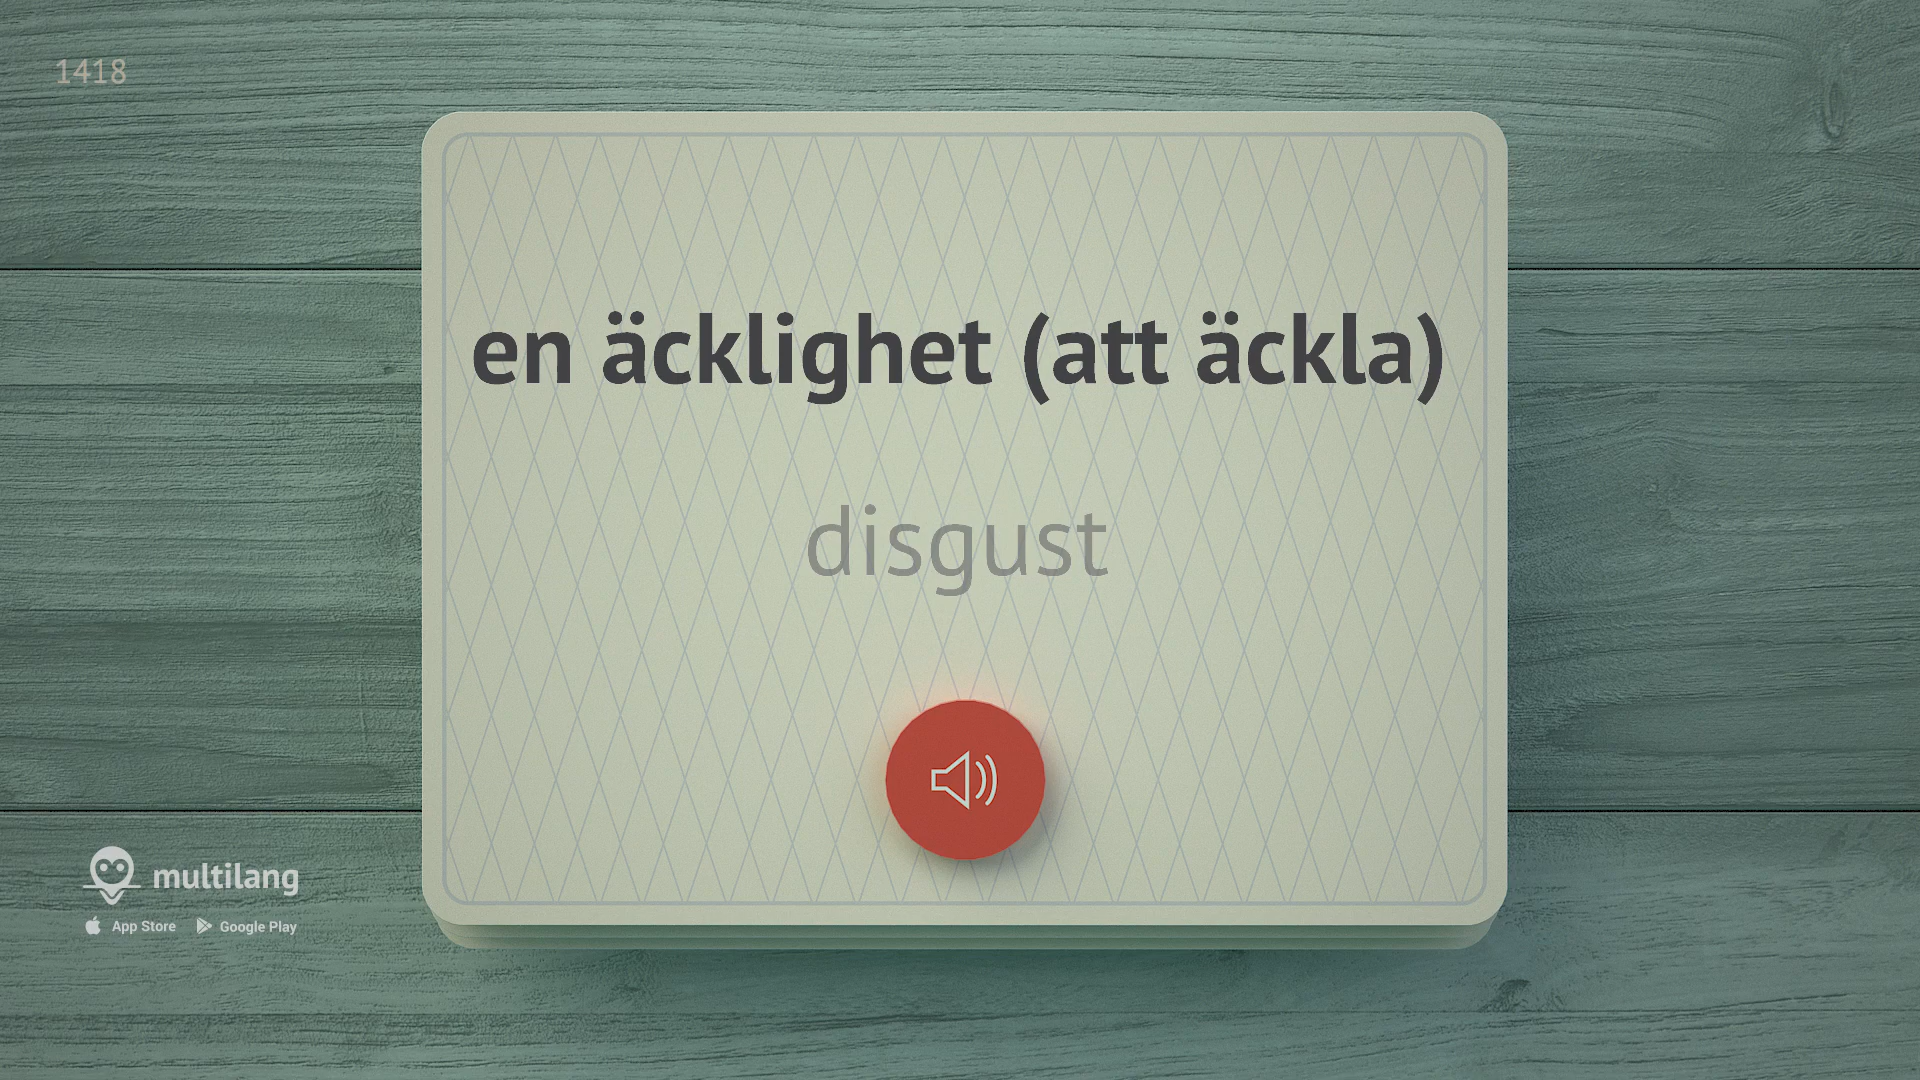 1418
en äcklighet (att äckla)
disgust
multilang
App Store
Google Play